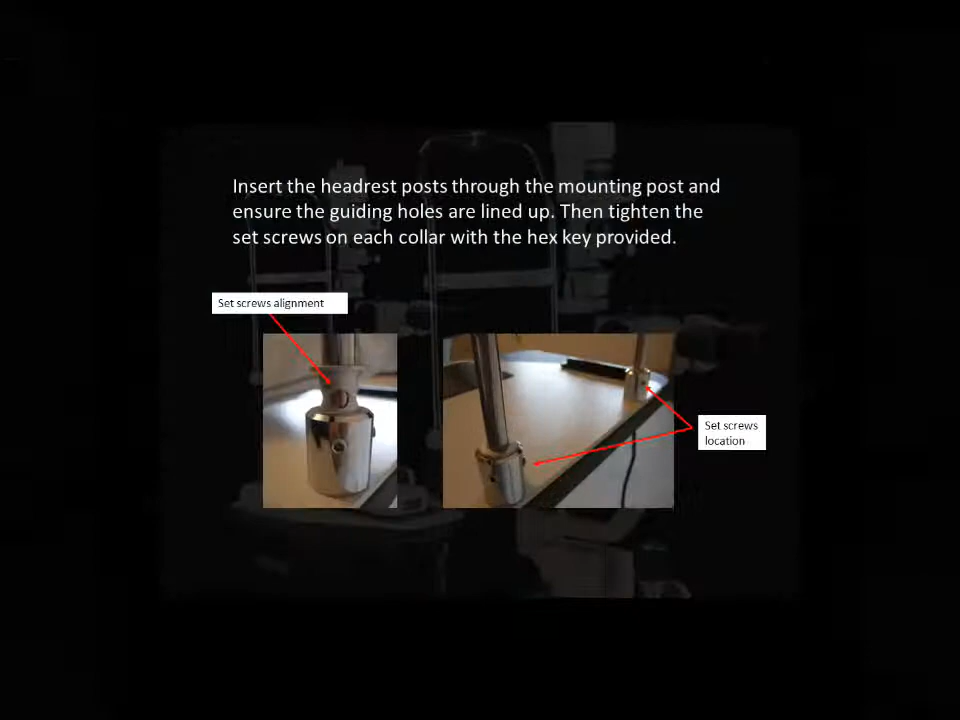 Insert the headrest posts through the mounting post and
ensure the guiding holes are lined up. Then tighten the
set screws on each collar with the hex key provided.
Set screws alignment
Set screws
location